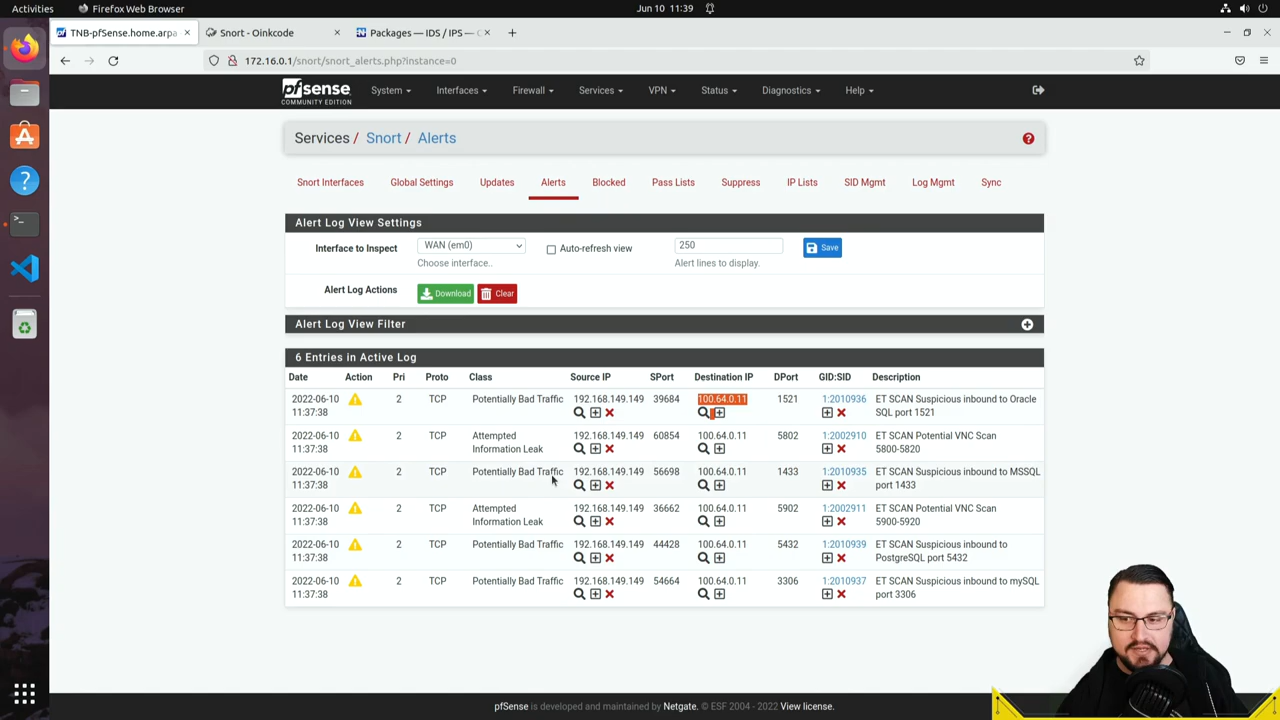 Activities
Firefox Web Browser
Jun 10 11:39
TNB-pfSense.home.arpa
Snort - Oinkcode
Packages — IDS / IPS —
172.16.0.1/snort/snort_alerts.php?instance=0
pfsense
COMMUNITY EDITION
System
Interfaces
Firewall
Services
VPN
Status
Diagnostics
Help
Services / Snort / Alerts
Snort Interfaces
Global Settings
Updates
Alerts
Blocked
Pass Lists
Suppress
IP Lists
SID Mgmt
Log Mgmt
Sync
Alert Log View Settings
Interface to Inspect
WAN (em0)
Auto-refresh view
250
Save
Choose interface..
Alert lines to display.
Alert Log Actions
Download
Clear
Alert Log View Filter
6 Entries in Active Log
Date Action Pri Proto Class Source IP SPort Destination IP DPort GID:SID Description
2022-06-10 2 TCP Potentially Bad Traffic 192.168.149.149 39684 100.64.0.11 1521 1:2010936 ET SCAN Suspicious inbound to Oracle
11:37:38 SQL port 1521
2022-06-10 2 TCP Attempted 192.168.149.149 60854 100.64.0.11 5802 1:2002910 ET SCAN Potential VNC Scan
11:37:38 Information Leak 5800-5820
2022-06-10 2 TCP Potentially Bad Traffic 192.168.149.149 56698 100.64.0.11 1433 1:2010935 ET SCAN Suspicious inbound to MSSQL
11:37:38 port 1433
2022-06-10 2 TCP Attempted 192.168.149.149 36662 100.64.0.11 5902 1:2002911 ET SCAN Potential VNC Scan
11:37:38 Information Leak 5900-5920
2022-06-10 2 TCP Potentially Bad Traffic 192.168.149.149 44428 100.64.0.11 5432 1:2010939 ET SCAN Suspicious inbound to
11:37:38 PostgreSQL port 5432
2022-06-10 2 TCP Potentially Bad Traffic 192.168.149.149 54664 100.64.0.11 3306 1:2010937 ET SCAN Suspicious inbound to mySQL
11:37:38 port 3306
pfSense is developed and maintained by Netgate. © ESF 2004 - 2022 View license.